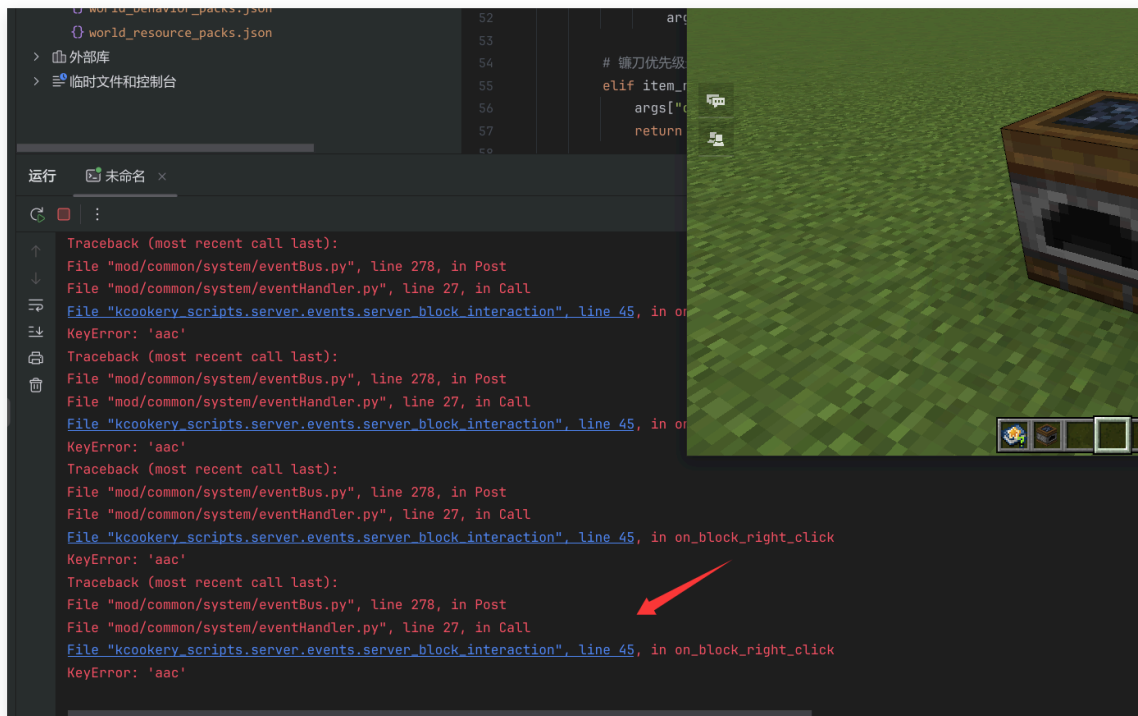 world_behavior_packs.json
world_resource_packs.json
外部库
临时文件和控制台
52
arg
53
54 # 镰刀优先级
55 elif item_n
56 args["c
57 return
58
运行 未命名
Traceback (most recent call last):
File "mod/common/system/eventBus.py", line 278, in Post
File "mod/common/system/eventHandler.py", line 27, in Call
File "kcookery_scripts.server.events.server_block_interaction", line 45, in on
KeyError: 'aac'
Traceback (most recent call last):
File "mod/common/system/eventBus.py", line 278, in Post
File "mod/common/system/eventHandler.py", line 27, in Call
File "kcookery_scripts.server.events.server_block_interaction", line 45, in on
KeyError: 'aac'
Traceback (most recent call last):
File "mod/common/system/eventBus.py", line 278, in Post
File "mod/common/system/eventHandler.py", line 27, in Call
File "kcookery_scripts.server.events.server_block_interaction", line 45, in on_block_right_click
KeyError: 'aac'
Traceback (most recent call last):
File "mod/common/system/eventBus.py", line 278, in Post
File "mod/common/system/eventHandler.py", line 27, in Call
File "kcookery_scripts.server.events.server_block_interaction", line 45, in on_block_right_click
KeyError: 'aac'